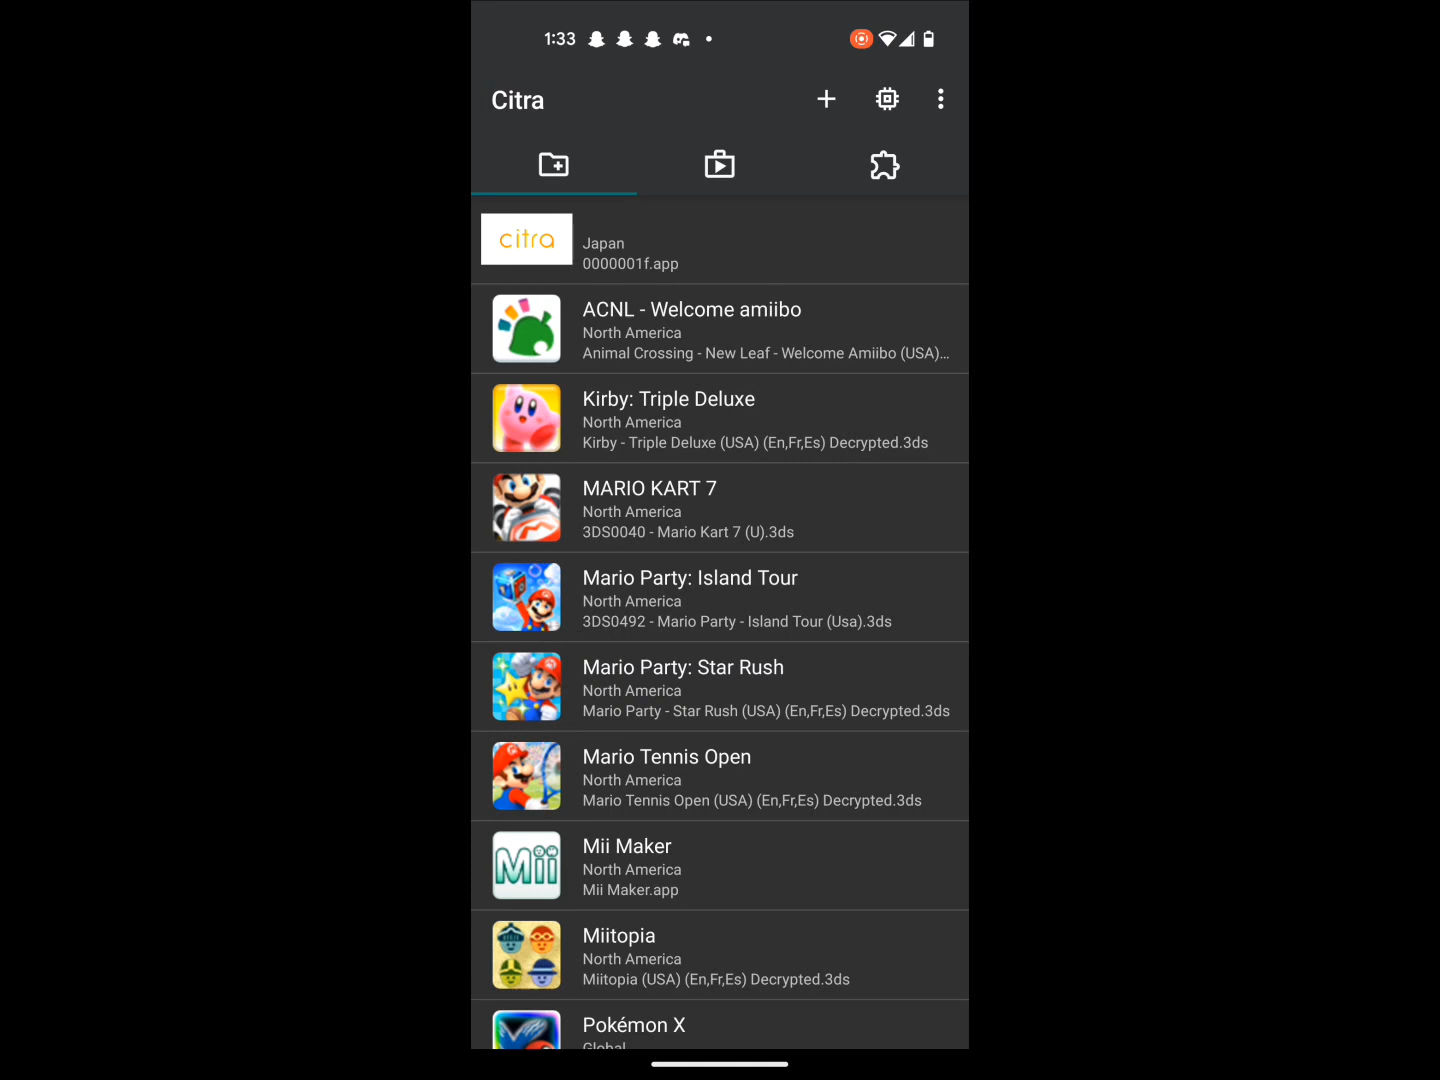 1:33
Citra
citra
Japan
0000001f.app
ACNL - Welcome amiibo
North America
Animal Crossing - New Leaf - Welcome Amiibo (USA)...
Kirby: Triple Deluxe
North America
Kirby - Triple Deluxe (USA) (En,Fr,Es) Decrypted.3ds
MARIO KART 7
North America
3DS0040 - Mario Kart 7 (U).3ds
Mario Party: Island Tour
North America
3DS0492 - Mario Party - Island Tour (Usa).3ds
Mario Party: Star Rush
North America
Mario Party - Star Rush (USA) (En,Fr,Es) Decrypted.3ds
Mario Tennis Open
North America
Mario Tennis Open (USA) (En,Fr,Es) Decrypted.3ds
Mii
Mii Maker
North America
Mii Maker.app
Miitopia
North America
Miitopia (USA) (En,Fr,Es) Decrypted.3ds
Pokémon X
Global